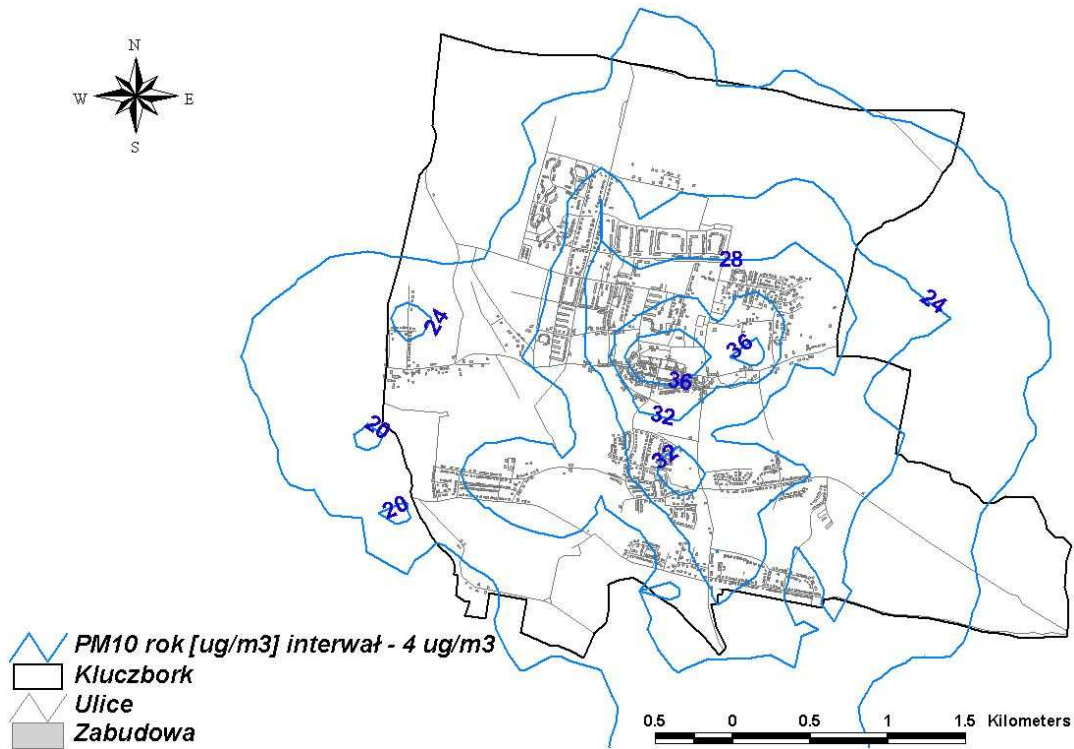 N
W E
S
28
24
24
36
36
32
20
32
20
PM10 rok [ug/m3] interwał - 4 ug/m3
Kluczbork
Ulice
Zabudowa
0.5 0 0.5 1 1.5 Kilometers